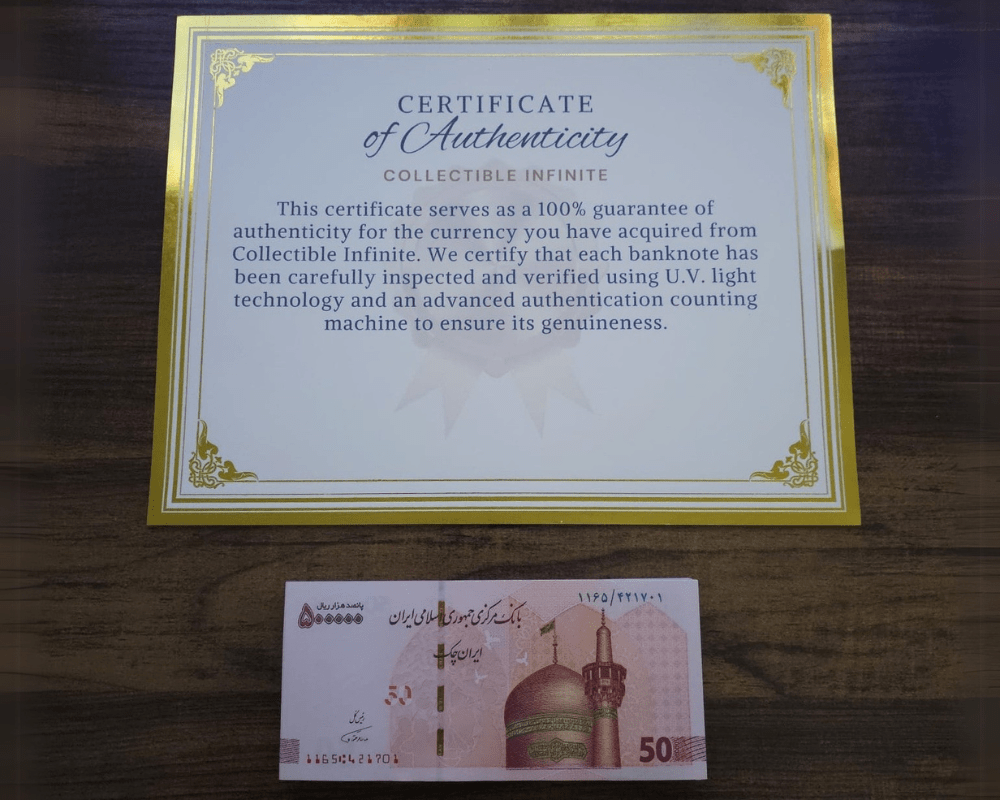 CERTIFICATE
of Authenticity
COLLECTIBLE INFINITE
This certificate serves as a 100% guarantee of
authenticity for the currency you have acquired from
Collectible Infinite. We certify that each banknote has
been carefully inspected and verified using U.V. light
technology and an advanced authentication counting
machine to ensure its genuineness.
۱۱۶۵/۴۲۱۷۰۱
پانصد هزار ریال
۵۰۰۰۰۰
بانک مرکزی جمهوری اسلامی ایران
ایران چک
50
رئیس کل
50
1165421701